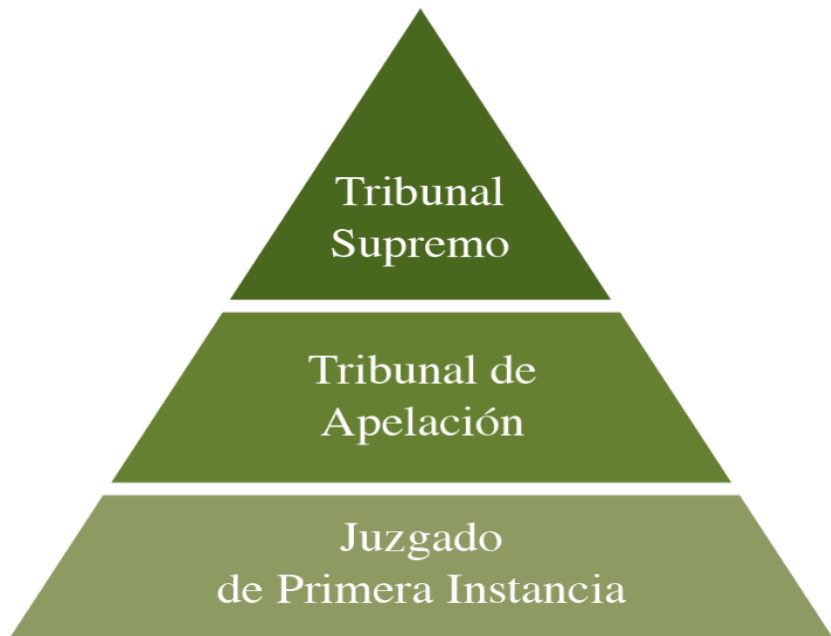 Tribunal
Supremo
Tribunal de
Apelación
Juzgado
de Primera Instancia